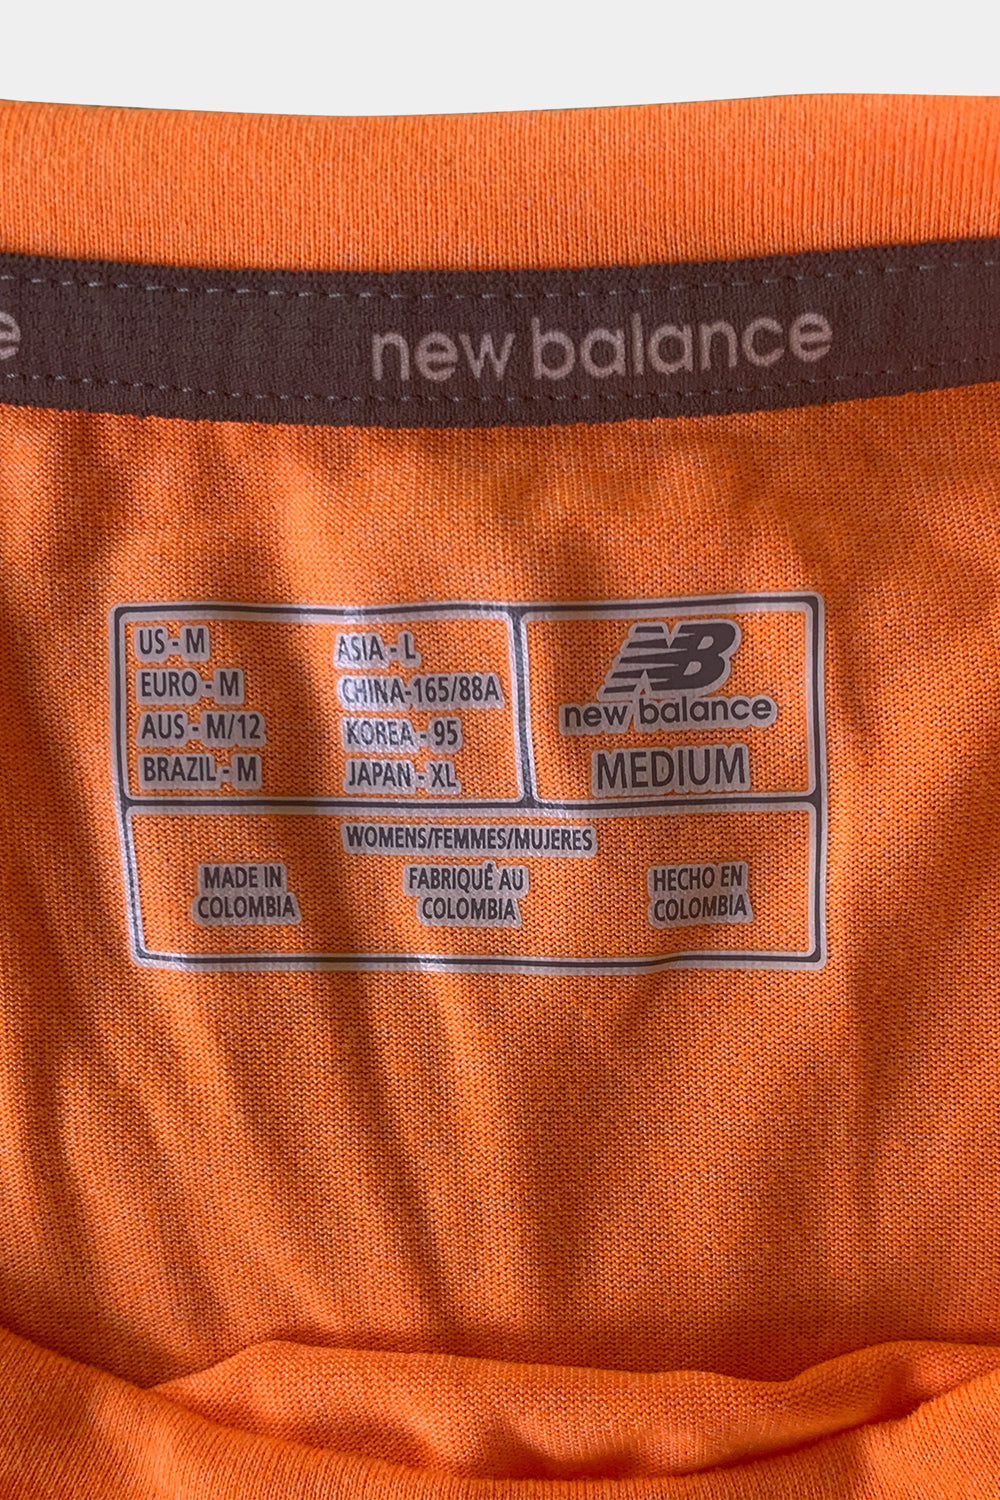 new balance
US - M
EURO - M
AUS - M/12
BRAZIL - M
ASIA - L
CHINA-165/88A
KOREA - 95
JAPAN - XL
NB
new balance
MEDIUM
WOMENS/FEMMES/MUJERES
MADE IN
COLOMBIA
FABRIQUÉ AU
COLOMBIA
HECHO EN
COLOMBIA